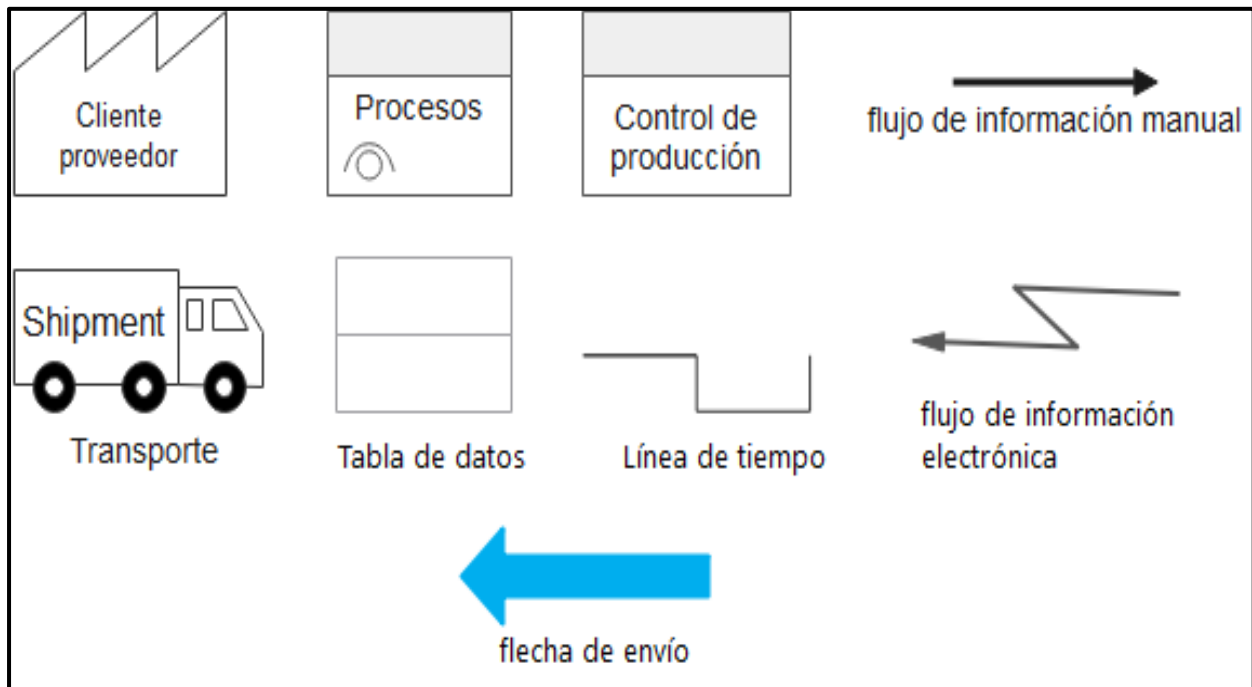 Cliente
proveedor
Procesos
Control de
producción
flujo de información manual
Shipment
Transporte
Tabla de datos
Línea de tiempo
flujo de información
electrónica
flecha de envío